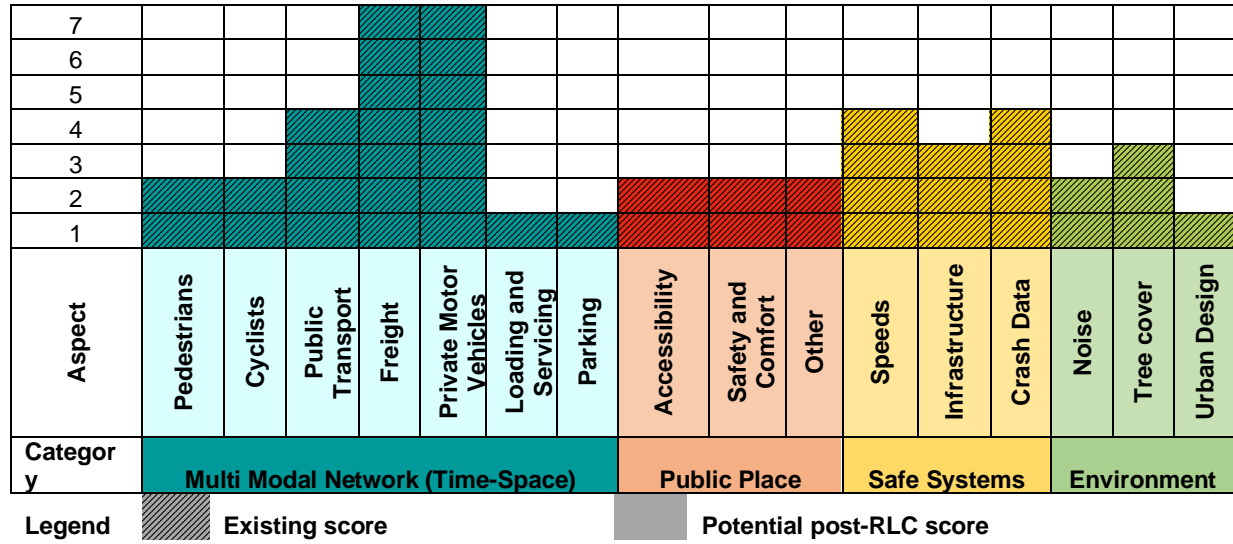 7
6
5
4
3
2
1
Aspect
Pedestrians
Cyclists
Public
Transport
Freight
Private Motor
Vehicles
Loading and
Servicing
Parking
Accessibility
Safety and
Comfort
Other
Speeds
Infrastructure
Crash Data
Noise
Tree cover
Urban Design
Categor
y
Multi Modal Network (Time-Space)
Public Place
Safe Systems
Environment
Legend
Existing score
Potential post-RLC score